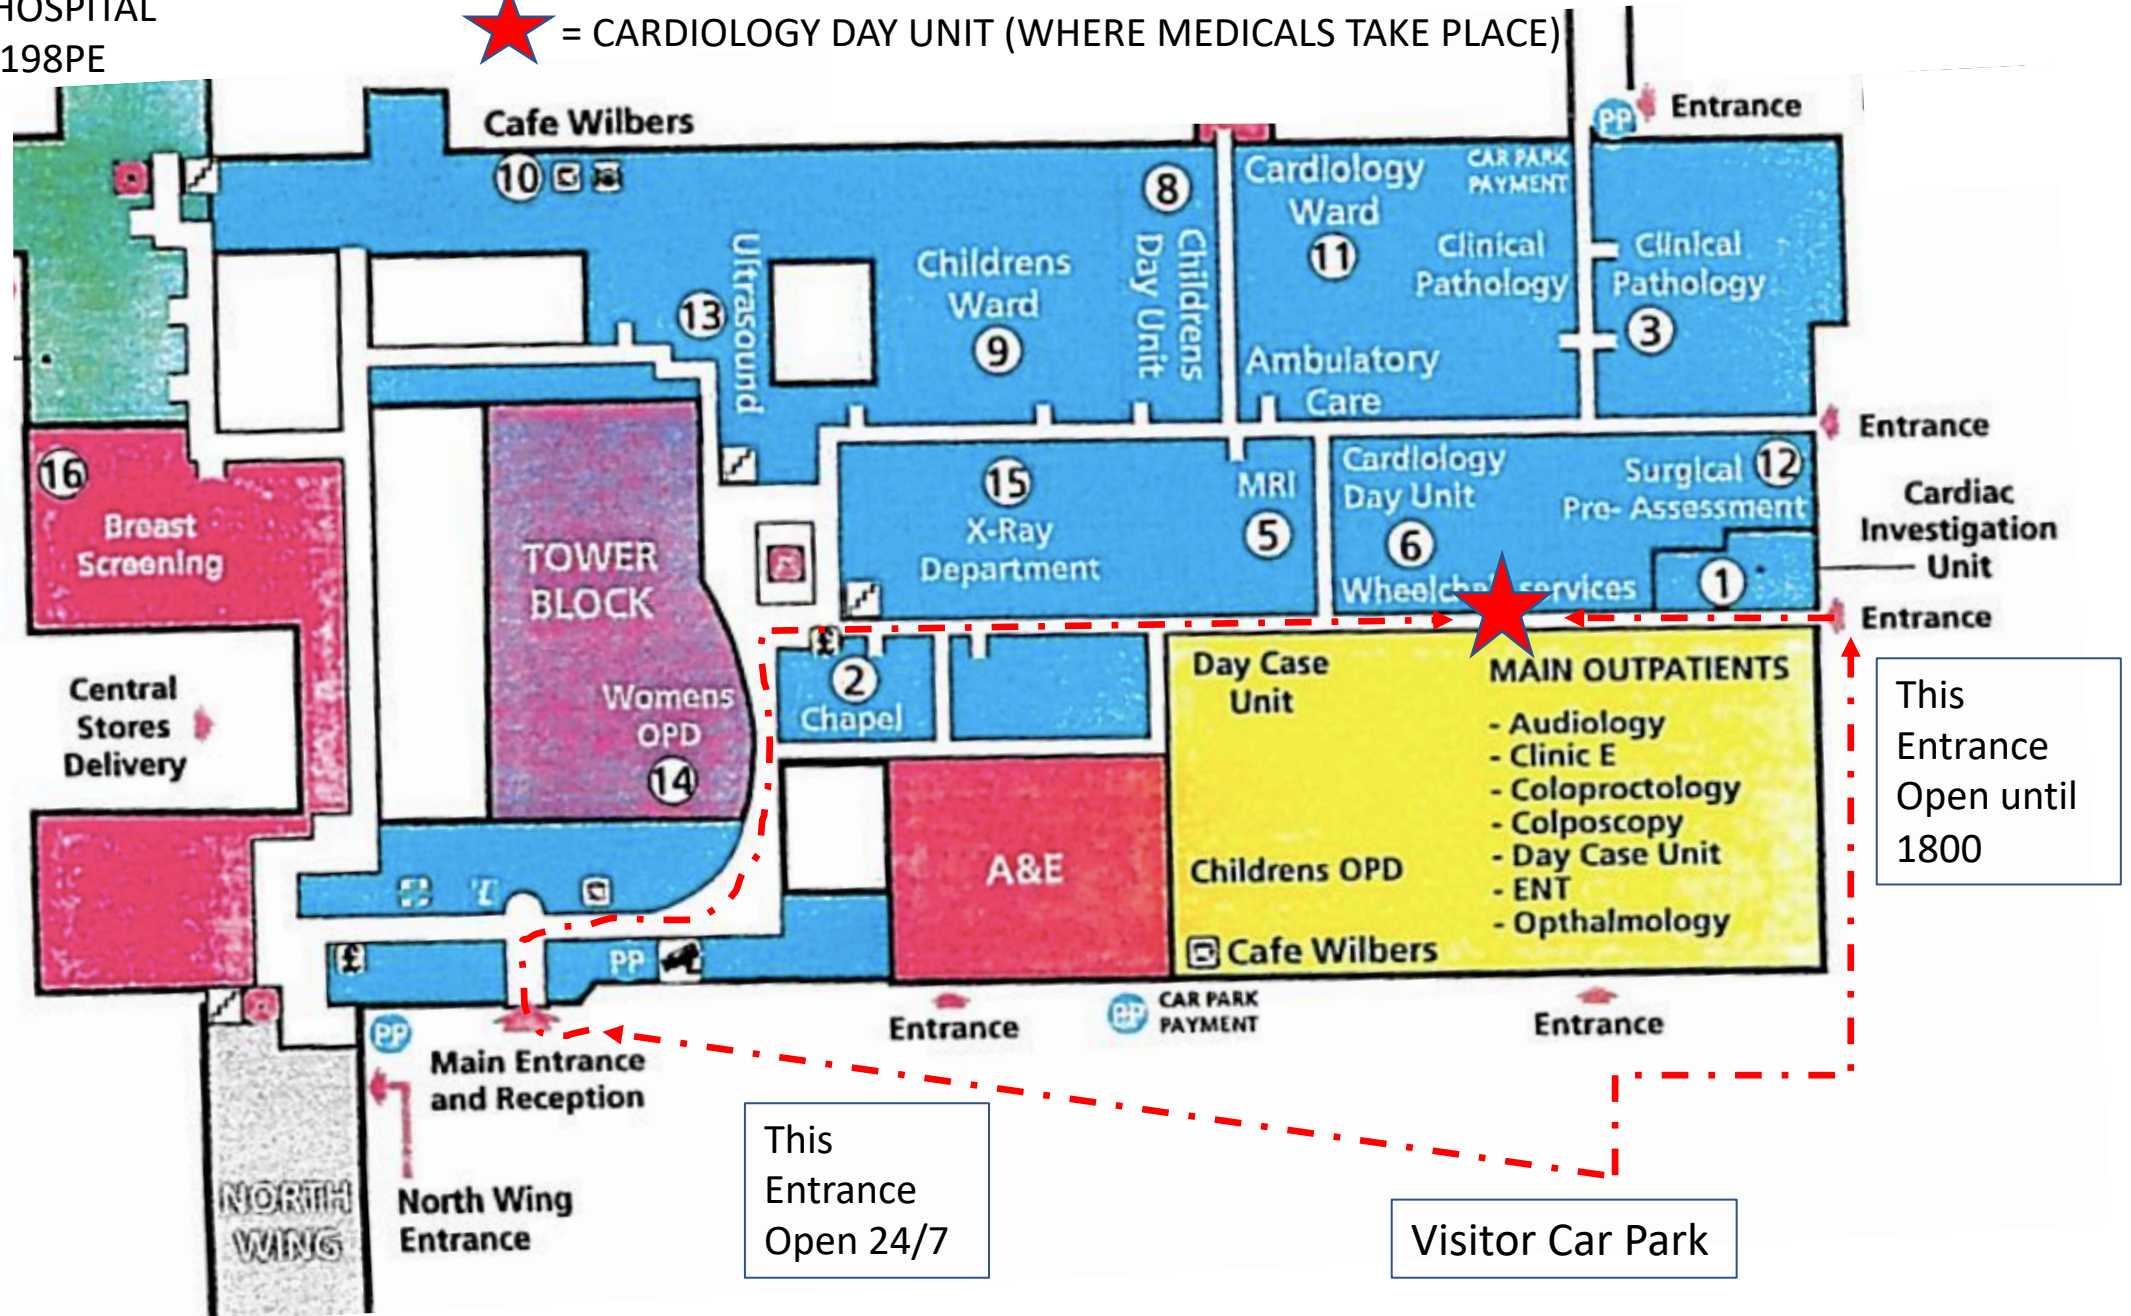 HOSPITAL
198PE
= CARDIOLOGY DAY UNIT (WHERE MEDICALS TAKE PLACE)
Cafe Wilbers
10
8
Cardiology
Ward
11
CAR PARK
PAYMENT
PP
Entrance
Clinical
Pathology
Clinical
Pathology
3
Ultrasound
13
Childrens
Ward
9
Childrens
Day Unit
Ambulatory
Care
Entrance
16
Breast
Screening
TOWER
BLOCK
15
X-Ray
Department
MRI
5
Cardiology
Day Unit
6
Surgical
Pre- Assessment
12
Cardiac
Investigation
Unit
1
Entrance
£
2
Chapel
Womens
OPD
14
Central
Stores
Delivery
Day Case
Unit
MAIN OUTPATIENTS
- Audiology
- Clinic E
- Coloproctology
- Colposcopy
- Day Case Unit
- ENT
- Opthalmology
Childrens OPD
Cafe Wilbers
A&E
This
Entrance
Open until
1800
£
PP
PP
Main Entrance
and Reception
Entrance
PP
CAR PARK
PAYMENT
Entrance
North Wing
Entrance
NORTH
WING
This
Entrance
Open 24/7
Visitor Car Park